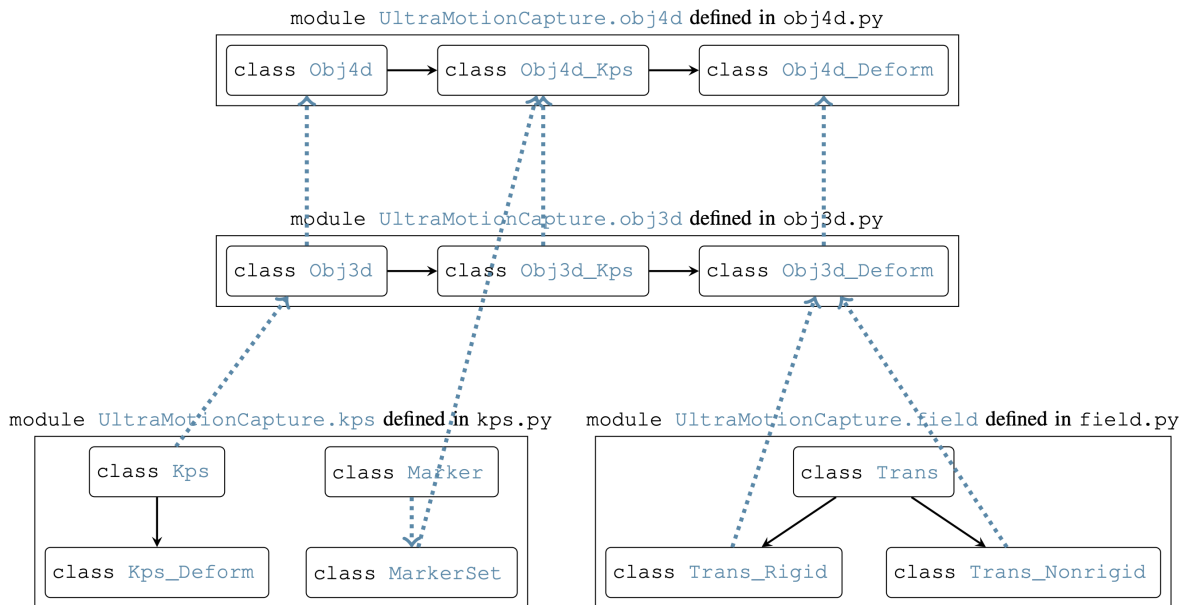 module UltraMotionCapture.obj4d defined in obj4d.py
class Obj4d class Obj4d_Kps class Obj4d_Deform
module UltraMotionCapture.obj3d defined in obj3d.py
class Obj3d class Obj3d_Kps class Obj3d_Deform
module UltraMotionCapture.kps defined in kps.py module UltraMotionCapture.field defined in field.py
class Kps class Marker class Trans
class Kps_Deform class MarkerSet class Trans_Rigid class Trans_Nonrigid